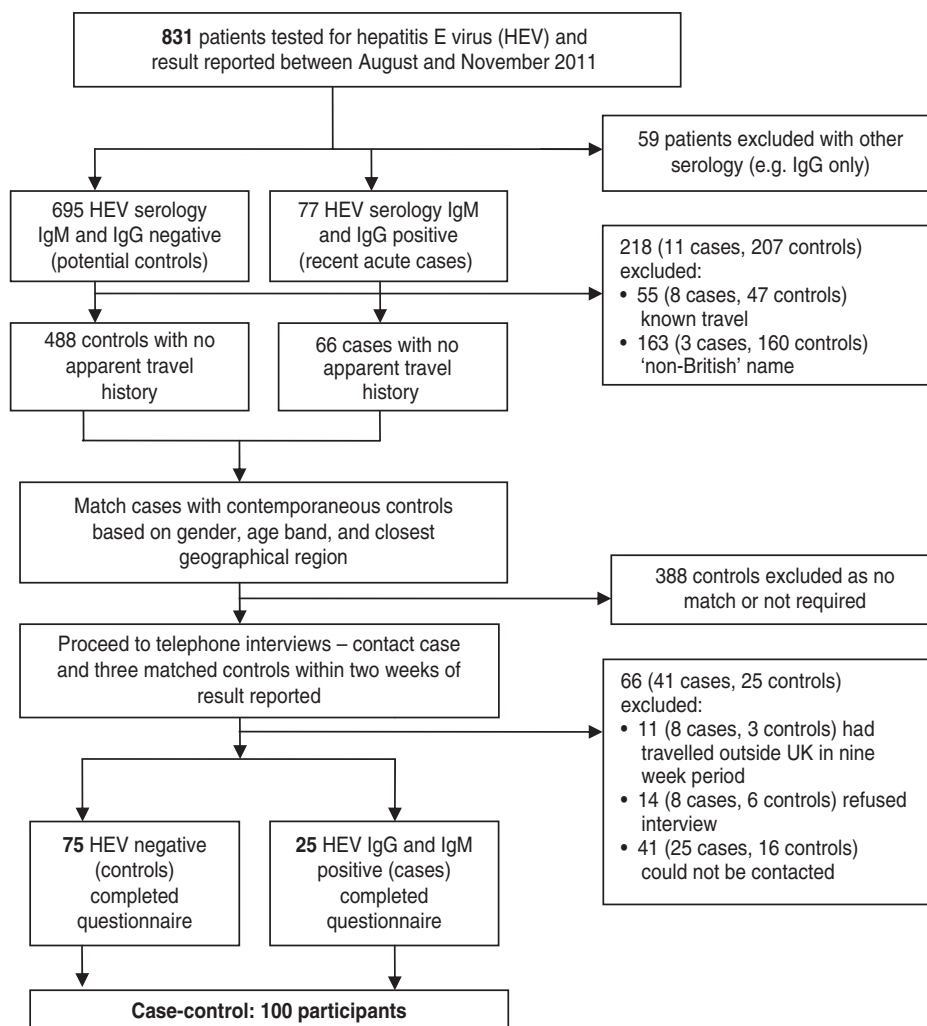 831 patients tested for hepatitis E virus (HEV) and
result reported between August and November 2011
59 patients excluded with other
serology (e.g. IgG only)
695 HEV serology
IgM and IgG negative
(potential controls)
77 HEV serology IgM
and IgG positive
(recent acute cases)
218 (11 cases, 207 controls)
excluded:
• 55 (8 cases, 47 controls)
known travel
• 163 (3 cases, 160 controls)
‘non-British’ name
488 controls with no
apparent travel
history
66 cases with no
apparent travel
history
Match cases with contemporaneous controls
based on gender, age band, and closest
geographical region
388 controls excluded as no
match or not required
Proceed to telephone interviews – contact case
and three matched controls within two weeks of
result reported
66 (41 cases, 25 controls)
excluded:
• 11 (8 cases, 3 controls) had
travelled outside UK in nine
week period
• 14 (8 cases, 6 controls) refused
interview
• 41 (25 cases, 16 controls)
could not be contacted
75 HEV negative
(controls)
completed
questionnaire
25 HEV IgG and IgM
positive (cases)
completed
questionnaire
Case-control: 100 participants